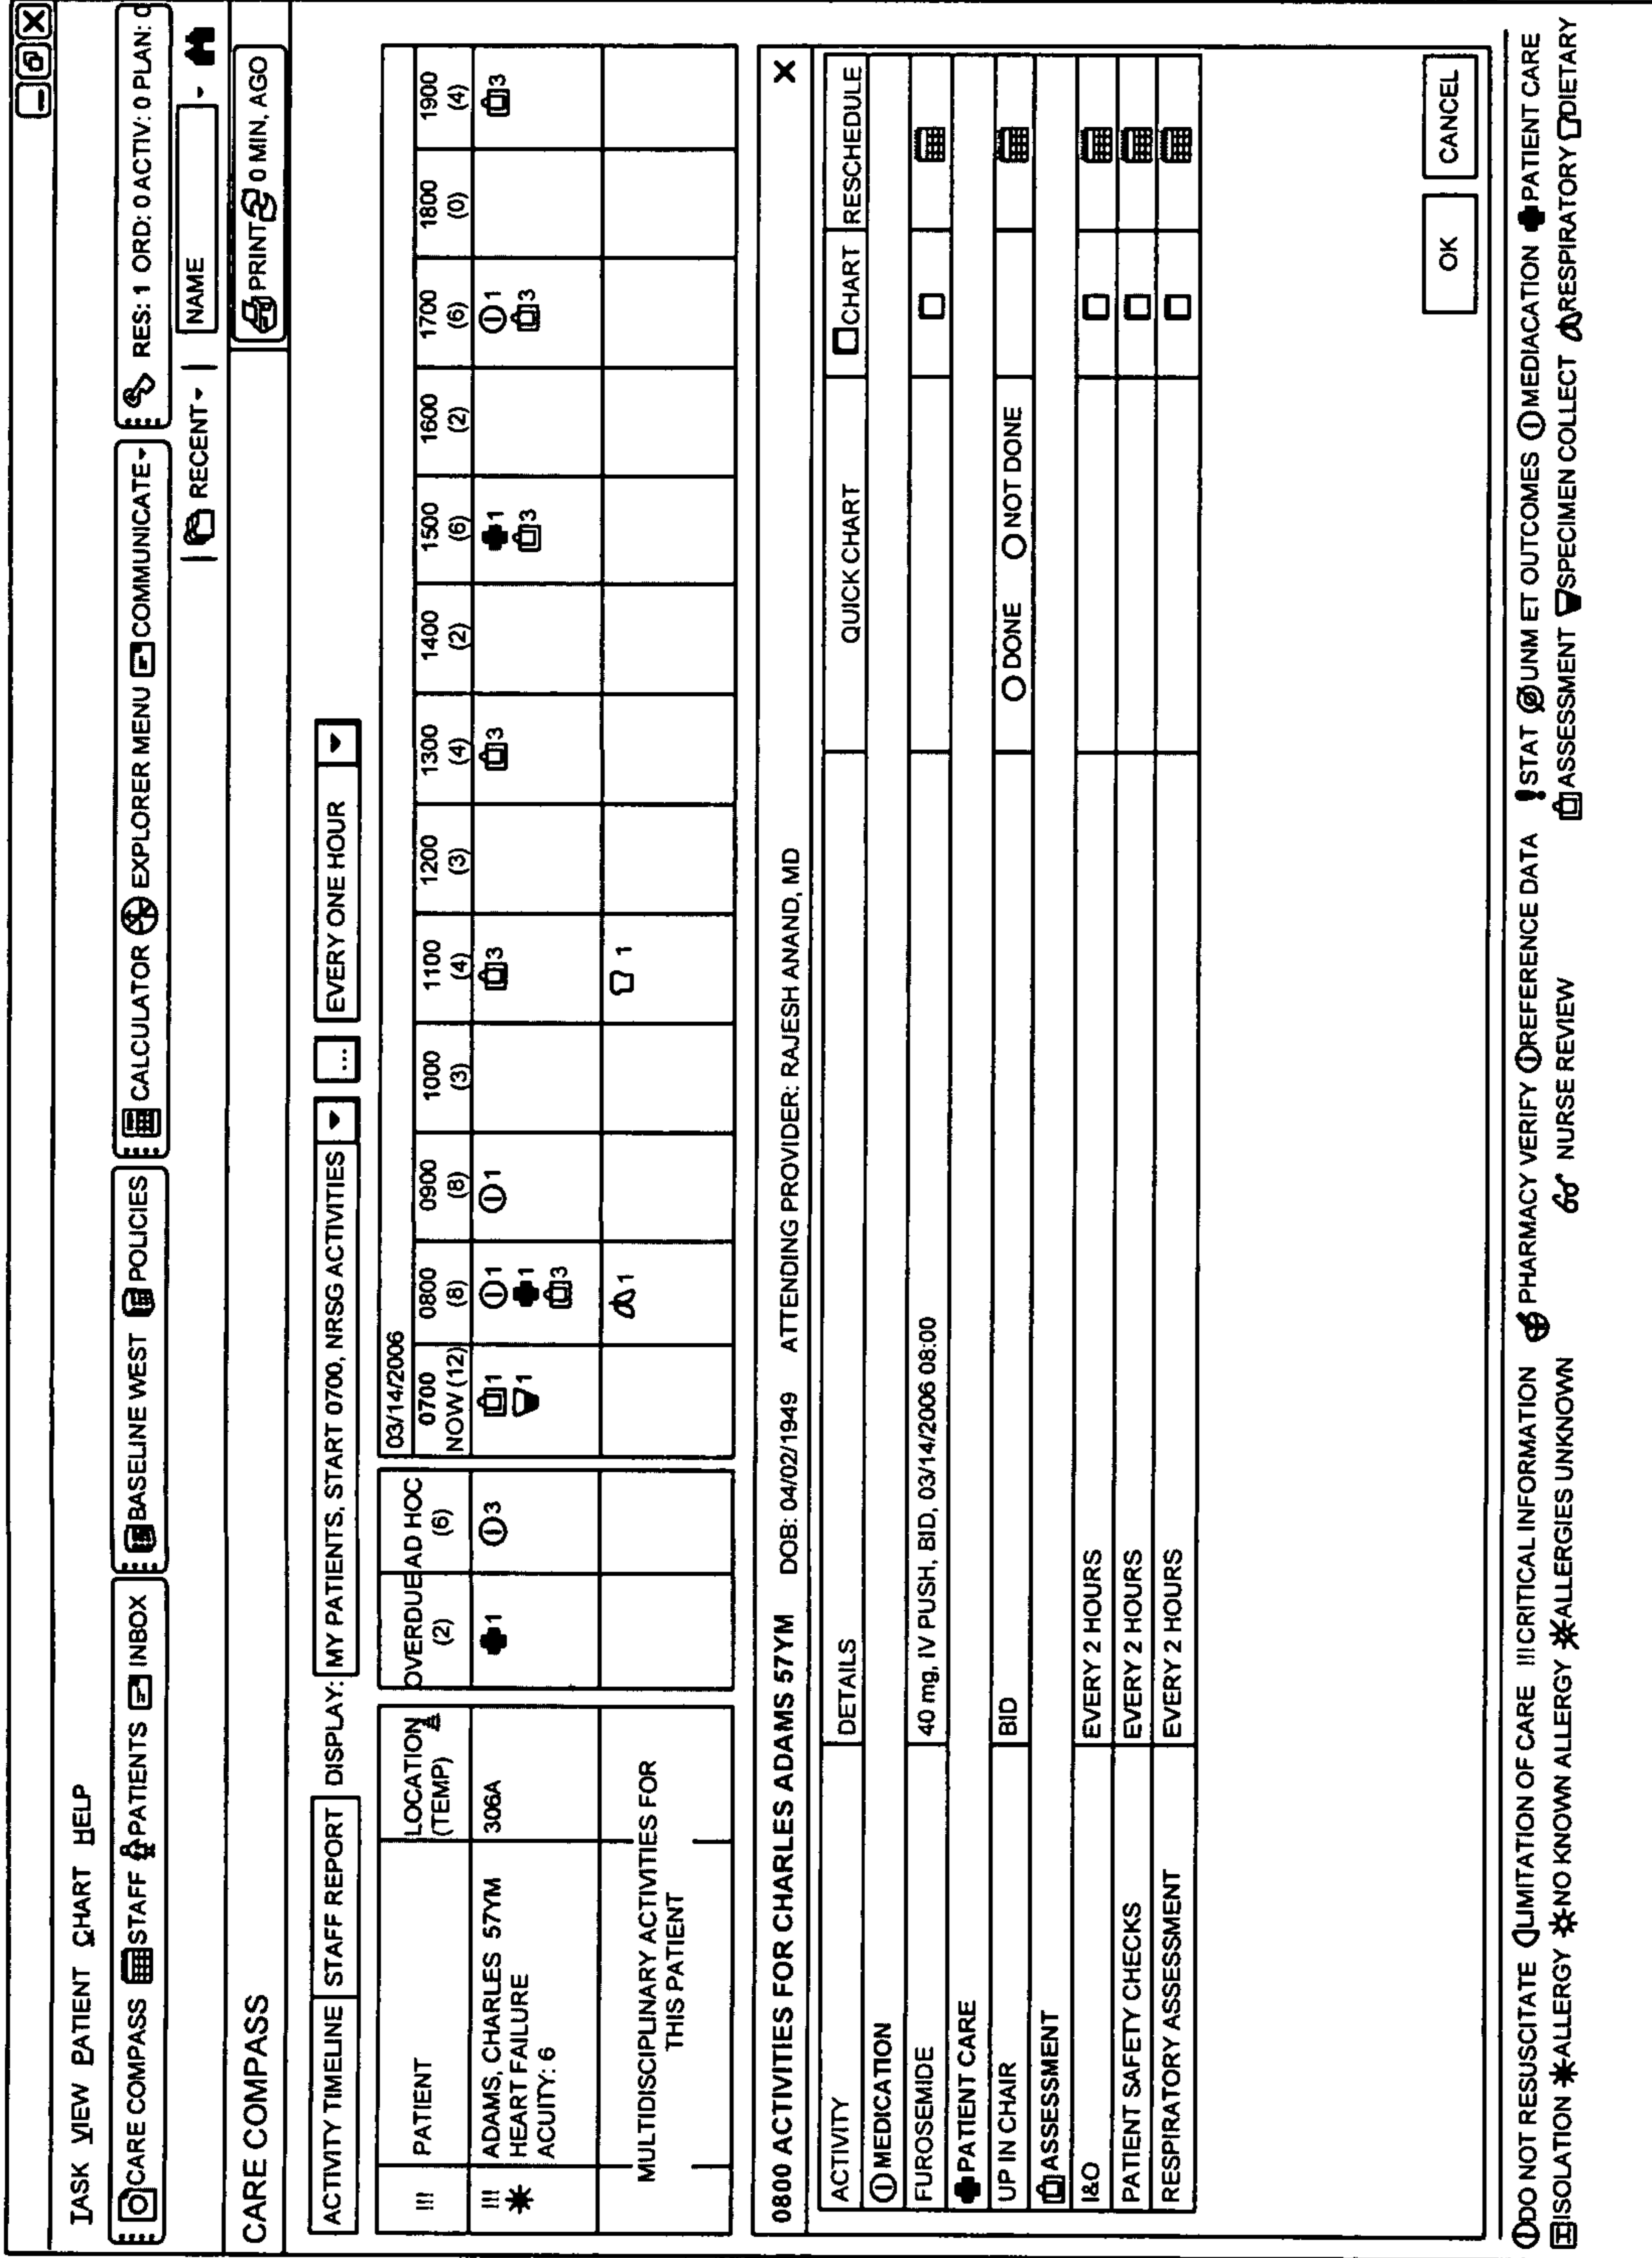 TASK VIEW PATIENT CHART HELP
CARE COMPASS STAFF PATIENTS INBOX BASELINE WEST POLICIES CALCULATOR EXPLORER MENU COMMUNICATE RES: 1 ORD: 0 ACTIV: 0 PLAN: 0
RECENT NAME
CARE COMPASS PRINT 0 MIN, AGO
ACTIVITY TIMELINE STAFF REPORT DISPLAY: MY PATIENTS, START 0700, NRSG ACTIVITIES ... EVERY ONE HOUR
03/14/2006
!!! PATIENT LOCATION OVERDUE AD HOC 0700 0800 0900 1000 1100 1200 1300 1400 1500 1600 1700 1800 1900
(TEMP) (2) (6) NOW (12) (8) (8) (3) (4) (3) (4) (2) (6) (2) (6) (0) (4)
!!! ADAMS, CHARLES 57YM 306A 1 3 1 1 1 3 3 1 1 3
HEART FAILURE 1 1 3 3
ACUITY: 6 3
MULTIDISCIPLINARY ACTIVITIES FOR 1 1
THIS PATIENT
0800 ACTIVITIES FOR CHARLES ADAMS 57YM DOB: 04/02/1949 ATTENDING PROVIDER: RAJESH ANAND, MD X
ACTIVITY DETAILS QUICK CHART CHART RESCHEDULE
MEDICATION
FUROSEMIDE 40 mg, IV PUSH, BID, 03/14/2006 08:00
PATIENT CARE
UP IN CHAIR BID DONE NOT DONE
ASSESSMENT
I&O EVERY 2 HOURS
PATIENT SAFETY CHECKS EVERY 2 HOURS
RESPIRATORY ASSESSMENT EVERY 2 HOURS
OK CANCEL
DO NOT RESUSCITATE LIMITATION OF CARE !!! CRITICAL INFORMATION PHARMACY VERIFY REFERENCE DATA STAT UNM ET OUTCOMES MEDIACATION PATIENT CARE
ISOLATION ALLERGY NO KNOWN ALLERGY ALLERGIES UNKNOWN NURSE REVIEW ASSESSMENT SPECIMEN COLLECT RESPIRATORY DIETARY